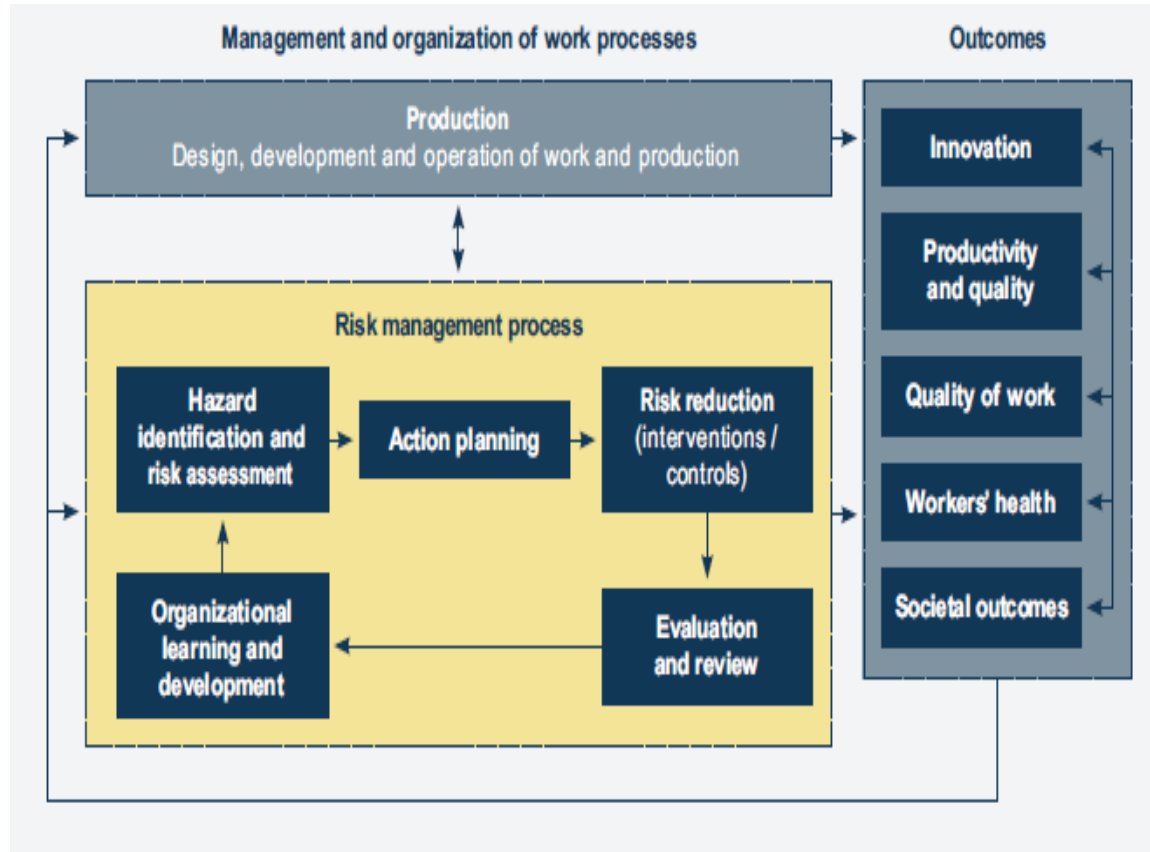 Management and organization of work processes
Outcomes
Production
Design, development and operation of work and production
Innovation
Productivity
and quality
Quality of work
Workers' health
Societal outcomes
Risk management process
Hazard
identification and
risk assessment
Action planning
Risk reduction
(interventions /
controls)
Organizational
learning and
development
Evaluation
and review